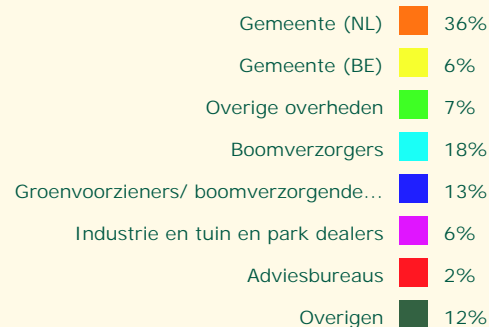 Gemeente (NL) 36%
Gemeente (BE) 6%
Overige overheden 7%
Boomverzorgers 18%
Groenvoorzieners/ boomverzorgende... 13%
Industrie en tuin en park dealers 6%
Adviesbureaus 2%
Overigen 12%